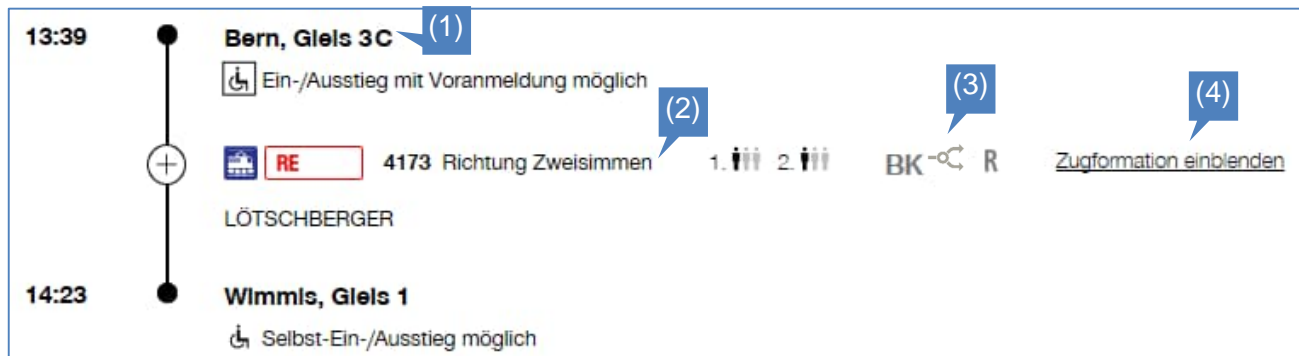 13:39 Bern, Gleis 3C (1)
Ein-/Ausstieg mit Voranmeldung möglich
(2) (3) (4)
RE 4173 Richtung Zweisimmen 1. 2. BK R Zugformation einblenden
LÖTSCHBERGER
14:23 Wimmis, Gleis 1
Selbst-Ein-/Ausstieg möglich